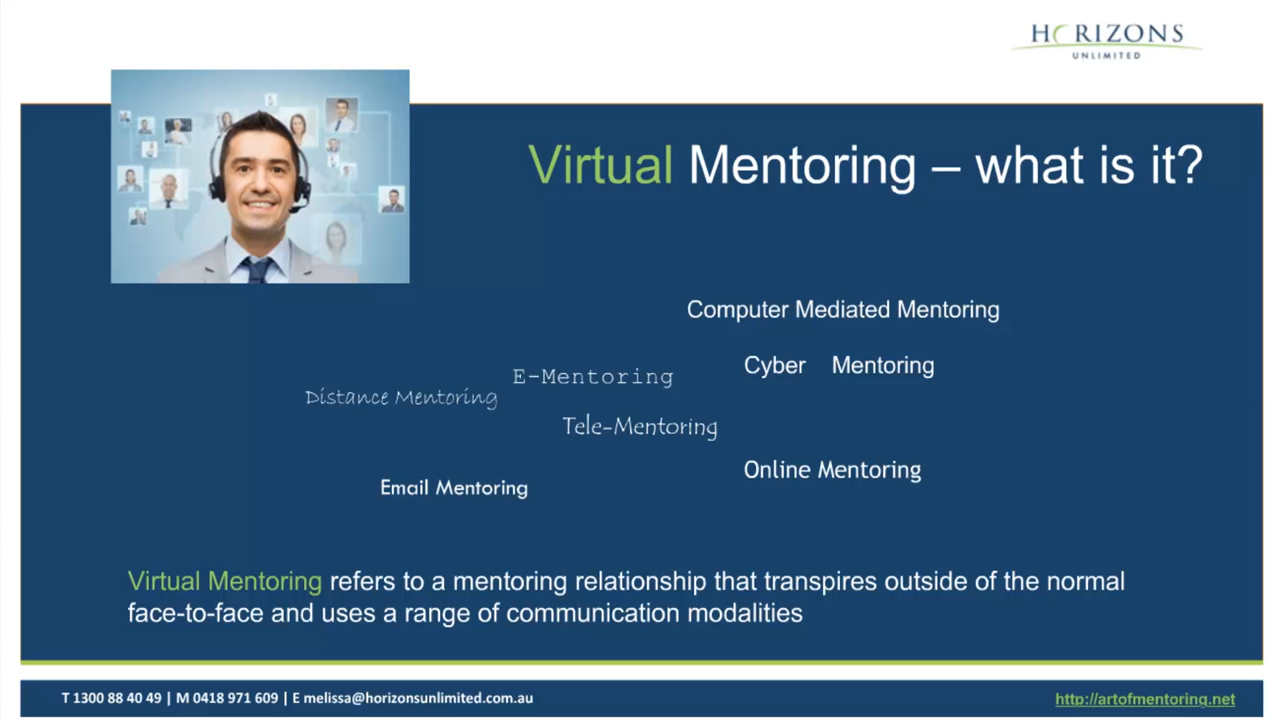 HORIZONS
UNLIMITED
Virtual Mentoring – what is it?
Computer Mediated Mentoring
Cyber Mentoring
E-Mentoring
Distance Mentoring
Tele-Mentoring
Online Mentoring
Email Mentoring
Virtual Mentoring refers to a mentoring relationship that transpires outside of the normal
face-to-face and uses a range of communication modalities
T 1300 88 40 49 | M 0418 971 609 | E melissa@horizonsunlimited.com.au
http://artofmentoring.net